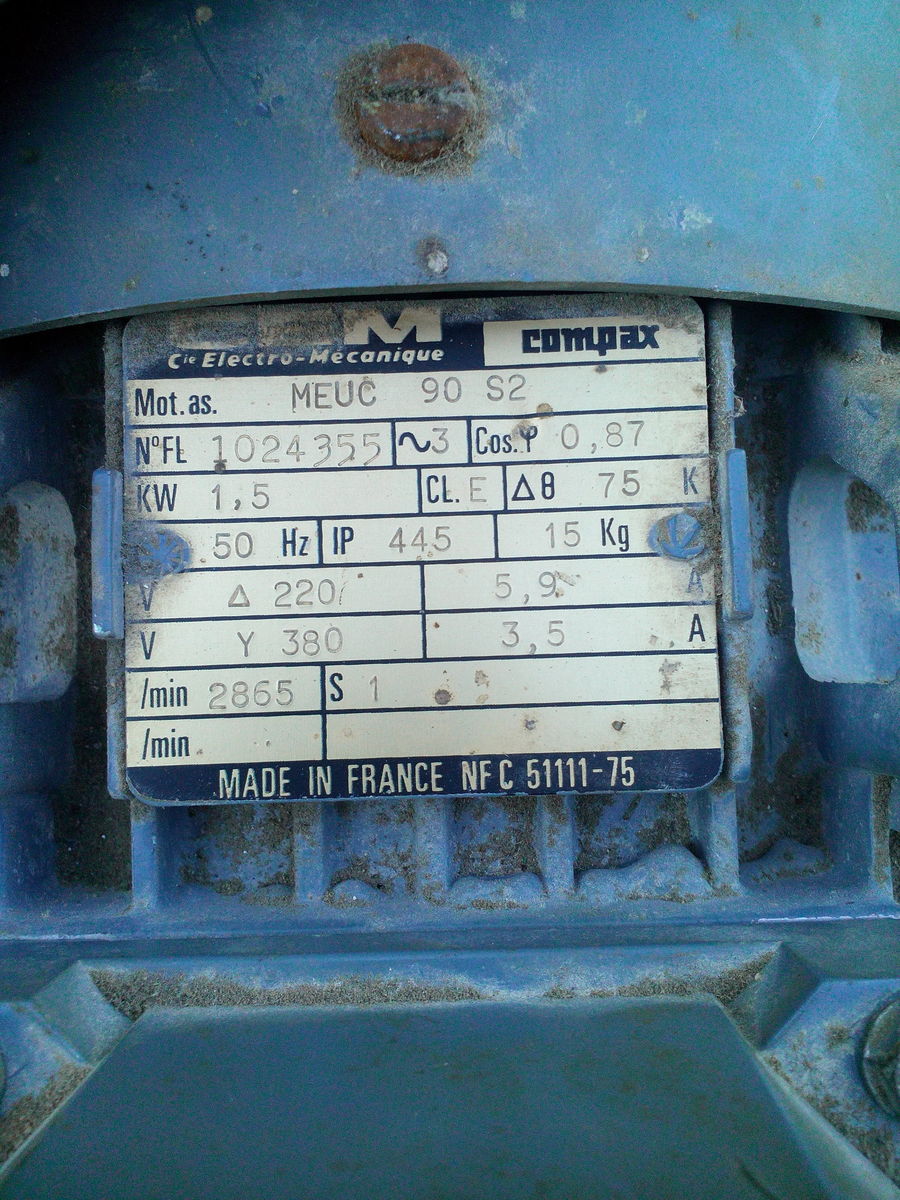 M
Cie Electro-Mécanique compax
Mot. as. MEUC 90 S2
N° FL 1024355 ~3 Cos. φ 0,87
KW 1,5 CL. E Δθ 75 K
50 Hz IP 445 15 Kg
V Δ 220 5,9 A
V Y 380 3,5 A
/min 2865 S 1
/min
MADE IN FRANCE NF C 51111-75